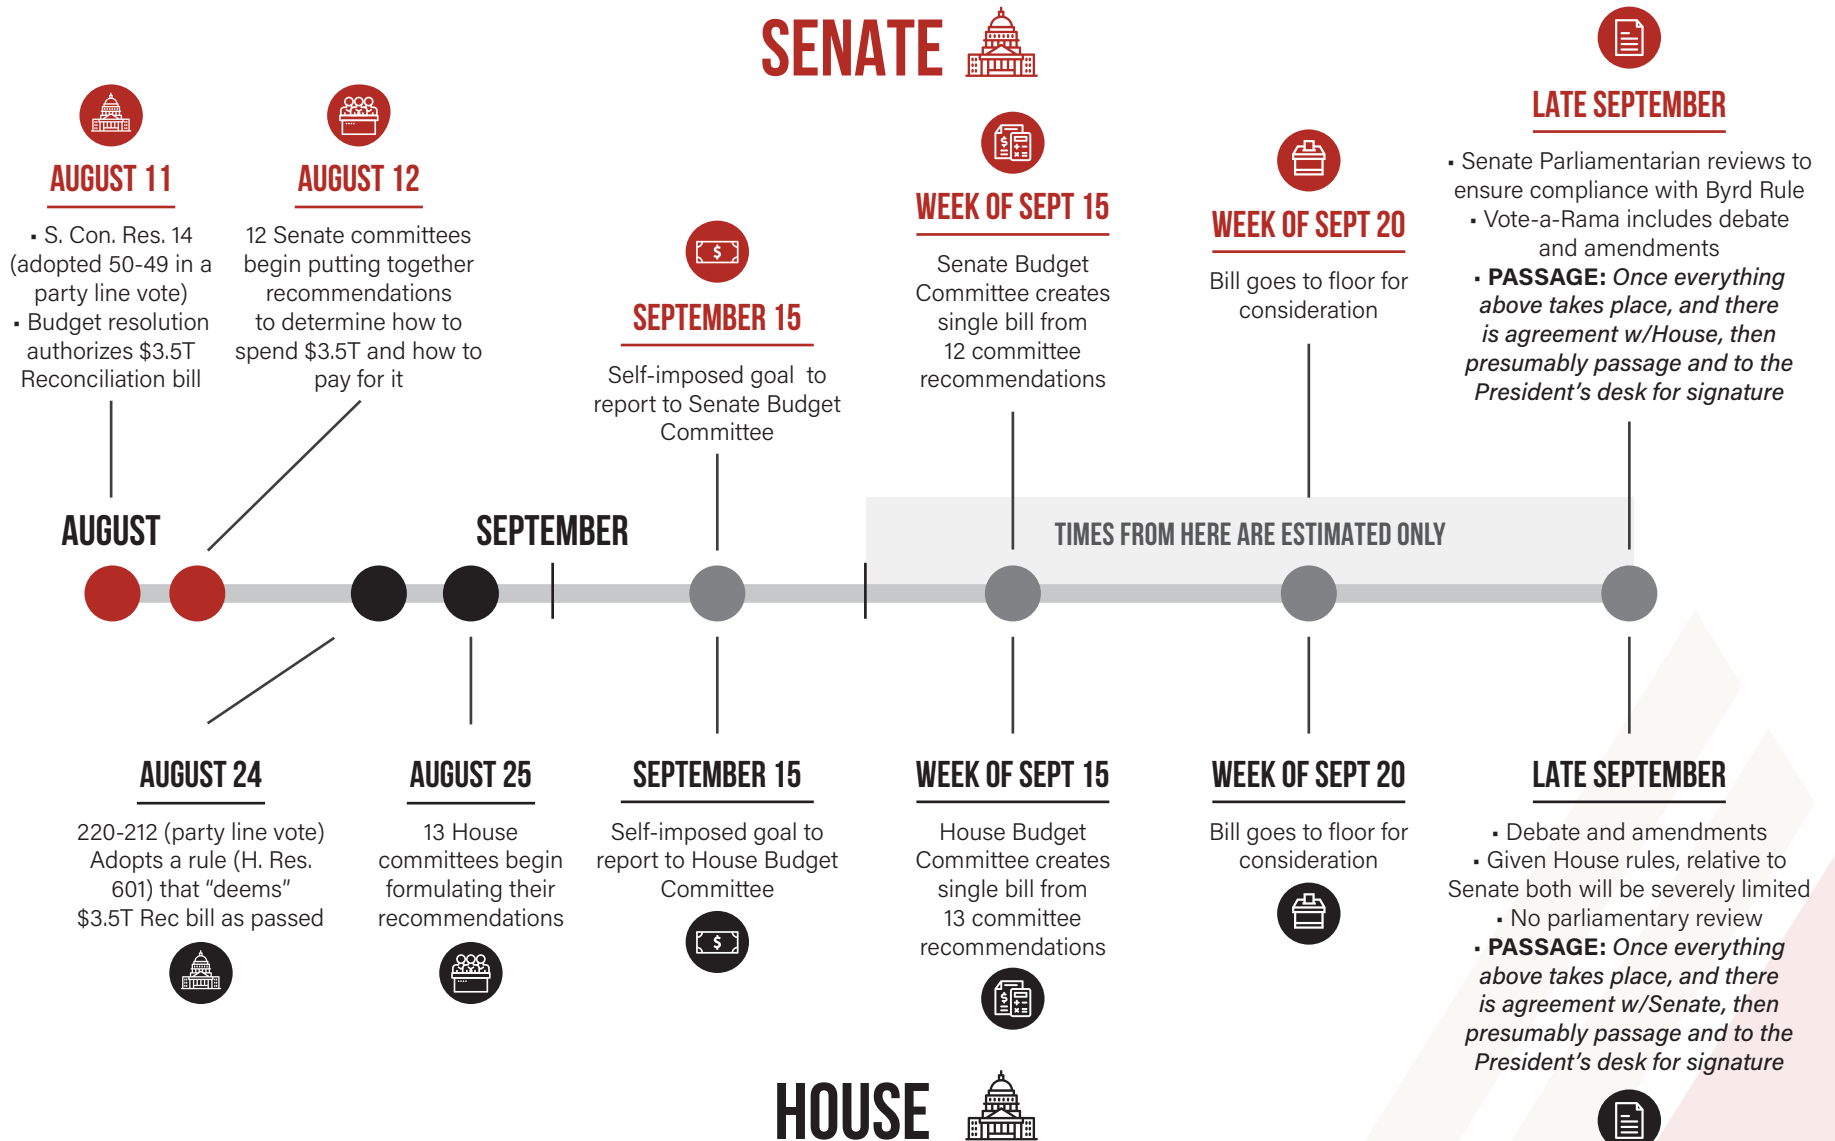 SENATE
AUGUST 11
▪ S. Con. Res. 14
(adopted 50-49 in a
party line vote)
▪ Budget resolution
authorizes $3.5T
Reconciliation bill
AUGUST 12
12 Senate committees
begin putting together
recommendations
to determine how to
spend $3.5T and how to
pay for it
SEPTEMBER 15
Self-imposed goal to
report to Senate Budget
Committee
WEEK OF SEPT 15
Senate Budget
Committee creates
single bill from
12 committee
recommendations
WEEK OF SEPT 20
Bill goes to floor for
consideration
LATE SEPTEMBER
▪ Senate Parliamentarian reviews to
ensure compliance with Byrd Rule
▪ Vote-a-Rama includes debate
and amendments
▪ PASSAGE: Once everything
above takes place, and there
is agreement w/House, then
presumably passage and to the
President's desk for signature
AUGUST
SEPTEMBER
TIMES FROM HERE ARE ESTIMATED ONLY
AUGUST 24
220-212 (party line vote)
Adopts a rule (H. Res.
601) that “deems”
$3.5T Rec bill as passed
AUGUST 25
13 House
committees begin
formulating their
recommendations
SEPTEMBER 15
Self-imposed goal to
report to House Budget
Committee
WEEK OF SEPT 15
House Budget
Committee creates
single bill from
13 committee
recommendations
WEEK OF SEPT 20
Bill goes to floor for
consideration
LATE SEPTEMBER
▪ Debate and amendments
▪ Given House rules, relative to
Senate both will be severely limited
▪ No parliamentary review
▪ PASSAGE: Once everything
above takes place, and there
is agreement w/Senate, then
presumably passage and to the
President's desk for signature
HOUSE